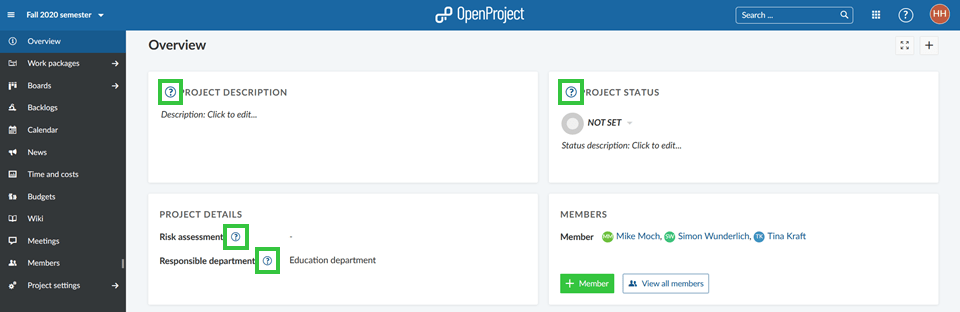 Fall 2020 semester
OpenProject
Search ...
?
HH
Overview
Work packages
Boards
Backlogs
Calendar
News
Time and costs
Budgets
Wiki
Meetings
Members
Project settings
Overview
+
? PROJECT DESCRIPTION
Description: Click to edit...
? PROJECT STATUS
NOT SET
Status description: Click to edit...
PROJECT DETAILS
Risk assessment ? -
Responsible department ? Education department
MEMBERS
Member MM Mike Moch, SW Simon Wunderlich, TK Tina Kraft
+ Member
View all members